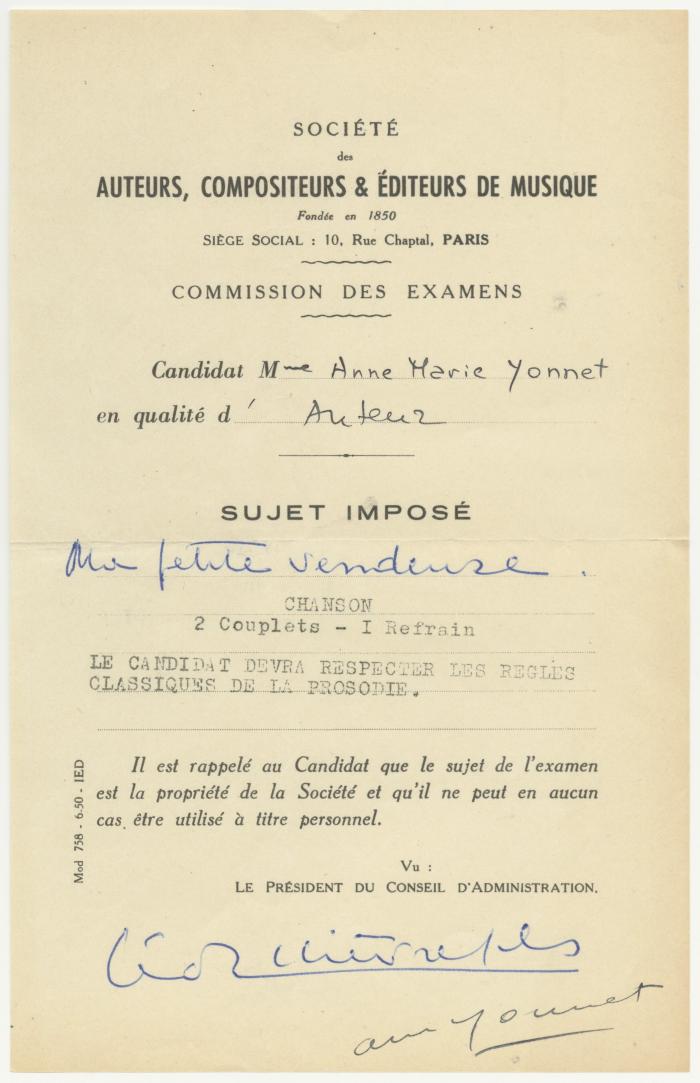 SOCIÉTÉ
des
AUTEURS, COMPOSITEURS & ÉDITEURS DE MUSIQUE
Fondée en 1850
SIÈGE SOCIAL : 10, Rue Chaptal, PARIS
COMMISSION DES EXAMENS
Candidat Mme Anne Marie Yonnet
en qualité d' Auteur
SUJET IMPOSÉ
Ma petite vendeuse.
CHANSON
2 Couplets - I Refrain
LE CANDIDAT DEVRA RESPECTER LES REGLES
CLASSIQUES DE LA PROSODIE.
Il est rappelé au Candidat que le sujet de l'examen
est la propriété de la Société et qu'il ne peut en aucun
cas être utilisé à titre personnel.
Mod 758 - 6.50 - IED
Vu :
LE PRÉSIDENT DU CONSEIL D'ADMINISTRATION.
Yonnet